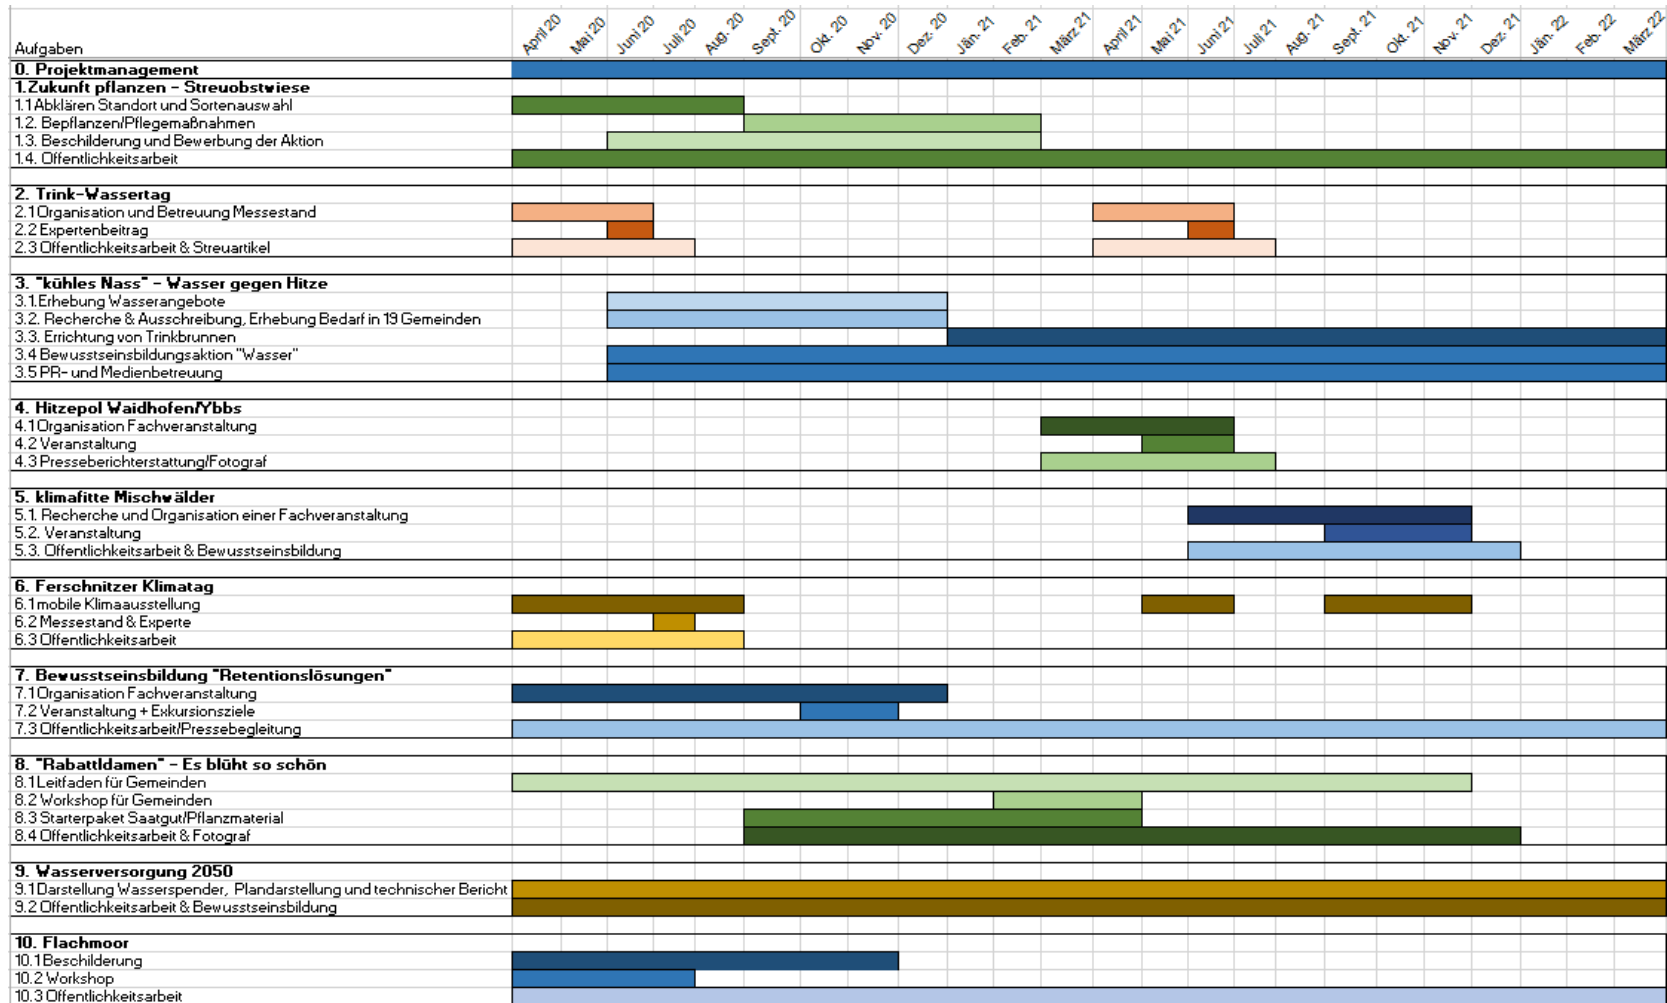 April 20 Mai 20 Juni 20 Juli 20 Aug. 20 Sept. 20 Okt. 20 Nov. 20 Dez. 20 Jän. 21 Feb. 21 März 21 April 21 Mai 21 Juni 21 Juli 21 Aug. 21 Sept. 21 Okt. 21 Nov. 21 Dez. 21 Jän. 22 Feb. 22 März 22
Aufgaben
0. Projektmanagement
1.Zukunft pflanzen - Streuobstwiese
1.1 Abklären Standort und Sortenauswahl
1.2. Bepflanzen/Pflegemaßnahmen
1.3. Beschilderung und Bewerbung der Aktion
1.4. Öffentlichkeitsarbeit
2. Trink-Wassertag
2.1 Organisation und Betreuung Messestand
2.2 Expertenbeitrag
2.3 Öffentlichkeitsarbeit & Streuartikel
3. "kühles Nass" - Wasser gegen Hitze
3.1.Erhebung Wasserangebote
3.2. Recherche & Ausschreibung, Erhebung Bedarf in 19 Gemeinden
3.3. Errichtung von Trinkbrunnen
3.4 Bewusstseinsbildungsaktion "Wasser"
3.5 PR- und Medienbetreuung
4. Hitzepol Waidhofen/Ybbs
4.1 Organisation Fachveranstaltung
4.2 Veranstaltung
4.3 Presseberichterstattung/Fotograf
5. klimafitte Mischwälder
5.1. Recherche und Organisation einer Fachveranstaltung
5.2. Veranstaltung
5.3. Öffentlichkeitsarbeit & Bewusstseinsbildung
6. Ferschnitzer Klimatag
6.1 mobile Klimaausstellung
6.2 Messestand & Experte
6.3 Öffentlichkeitsarbeit
7. Bewusstseinsbildung "Retentionslösungen"
7.1 Organisation Fachveranstaltung
7.2 Veranstaltung + Exkursionsziele
7.3 Öffentlichkeitsarbeit/Pressebegleitung
8. "Rabattldamen" - Es blüht so schön
8.1 Leitfaden für Gemeinden
8.2 Workshop für Gemeinden
8.3 Starterpaket Saatgut/Pflanzmaterial
8.4 Öffentlichkeitsarbeit & Fotograf
9. Wasserversorgung 2050
9.1 Darstellung Wasserspender, Plandarstellung und technischer Bericht
9.2 Öffentlichkeitsarbeit & Bewusstseinsbildung
10. Flachmoor
10.1 Beschilderung
10.2 Workshop
10.3 Öffentlichkeitsarbeit